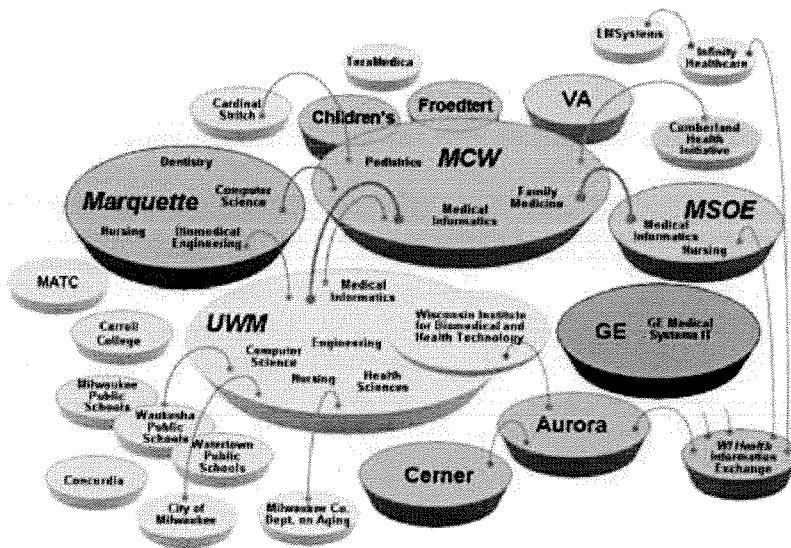 EMSystems
Infinity
Healthcare
TeraMedica
Cardinal
Stritch
Children's
Froedtert
VA
Cumberland
Health
Initiative
Dentistry
Marquette
Computer
Science
Nursing
Biomedical
Engineering
Pediatrics
MCW
Family
Medicine
Medical
Informatics
MSOE
Medical
Informatics
Nursing
MATC
Carroll
College
UWM
Medical
Informatics
Engineering
Computer
Science
Nursing
Health
Sciences
Wisconsin Institute
for Biomedical and
Health Technology
GE
GE Medical
Systems IT
Milwaukee
Public
Schools
Waukesha
Public
Schools
Watertown
Public
Schools
Concordia
City of
Milwaukee
Milwaukee Co.
Dept. on Aging
Cerner
Aurora
WI Health
Information
Exchange